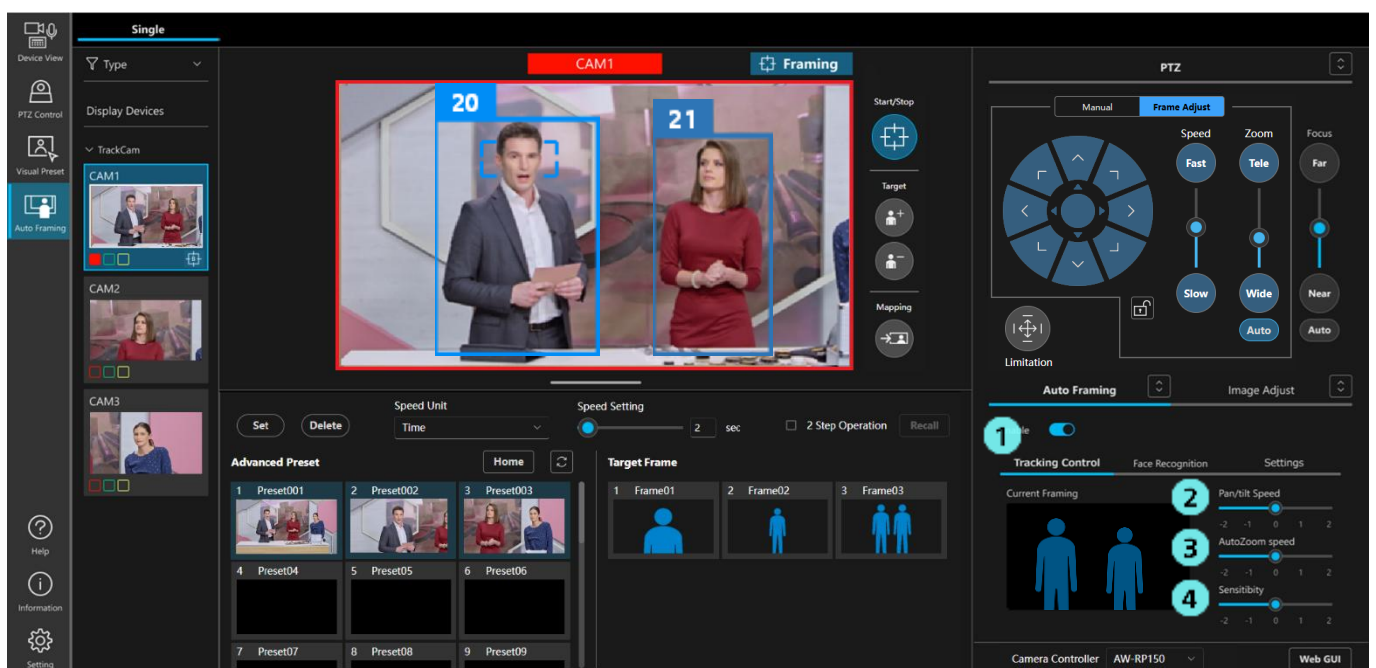 Single
Device View
PTZ Control
Visual Preset
Auto Framing
Help
Information
Setting
Type
Display Devices
TrackCam
CAM1
CAM2
CAM3
CAM1
Framing
20
21
Start/Stop
Target
Mapping
Set
Delete
Speed Unit
Time
Speed Setting
2 sec
2 Step Operation
Recall
Advanced Preset
Home
1 Preset001
2 Preset002
3 Preset003
4 Preset04
5 Preset05
6 Preset06
7 Preset07
8 Preset08
9 Preset09
Target Frame
1 Frame01
2 Frame02
3 Frame03
PTZ
Manual
Frame Adjust
Speed
Zoom
Focus
Fast
Tele
Far
Slow
Wide
Near
Auto
Auto
Limitation
Auto Framing
Image Adjust
1
Tracking Control
Face Recognition
Settings
Current Framing
2
Pan/tilt Speed
-2 -1 0 1 2
3
AutoZoom speed
-2 -1 0 1 2
4
Sensitibity
-2 -1 0 1 2
Camera Controller
AW-RP150
Web GUI